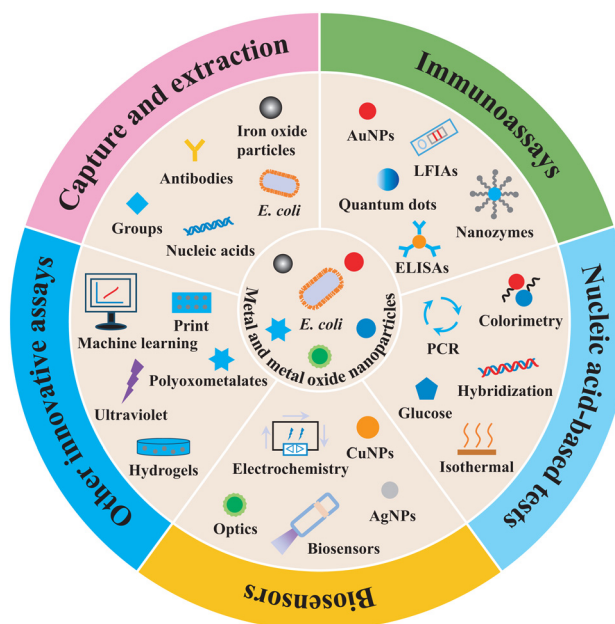 Capture and extraction
Iron oxide
particles
Antibodies
Groups
E. coli
Nucleic acids
Immunoassays
AuNPs
LFIAs
Quantum dots
Nanozymes
ELISAs
Nucleic acid-based tests
Colorimetry
PCR
Hybridization
Glucose
Isothermal
Biosensors
Electrochemistry
CuNPs
Optics
AgNPs
Biosensors
Other innovative assays
Machine learning
Print
Polyoxometalates
Ultraviolet
Hydrogels
E. coli
Metal and metal oxide nanoparticles